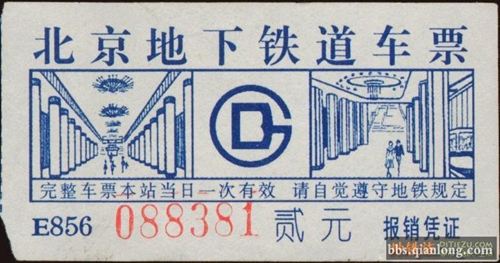 北京地下铁道车票
完整车票本站当日一次有效 请自觉遵守地铁规定
E856 088381 贰元 报销凭证
DITIEZU.COM
bbs.qianlong.com